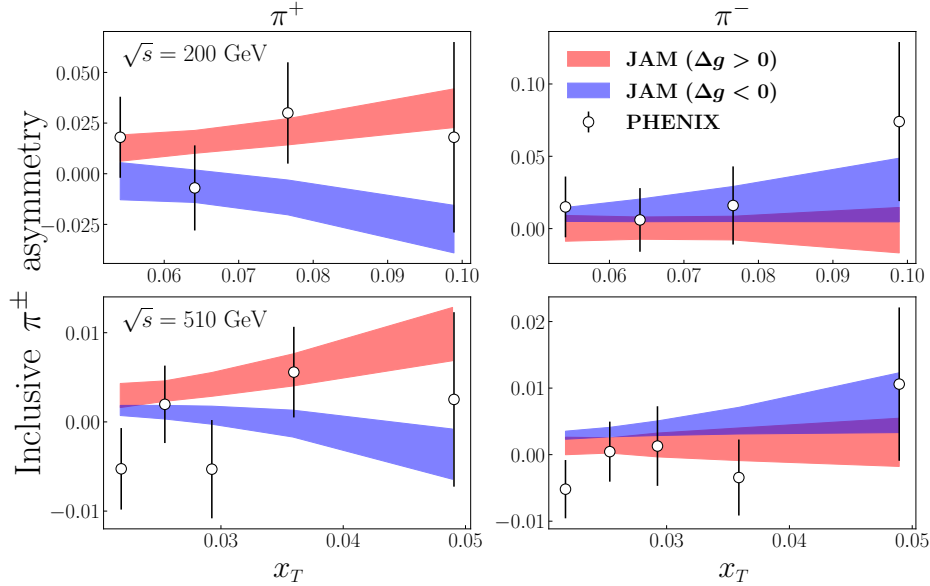 π⁺ π⁻
√s = 200 GeV
JAM (Δg > 0)
JAM (Δg < 0)
PHENIX
0.050
0.025
0.000
−0.025
0.10
0.05
0.00
0.06 0.07 0.08 0.09 0.10
0.06 0.07 0.08 0.09 0.10
Inclusive π± asymmetry
√s = 510 GeV
0.01
0.00
−0.01
0.02
0.01
0.00
−0.01
0.03 0.04 0.05
0.03 0.04 0.05
x_T x_T